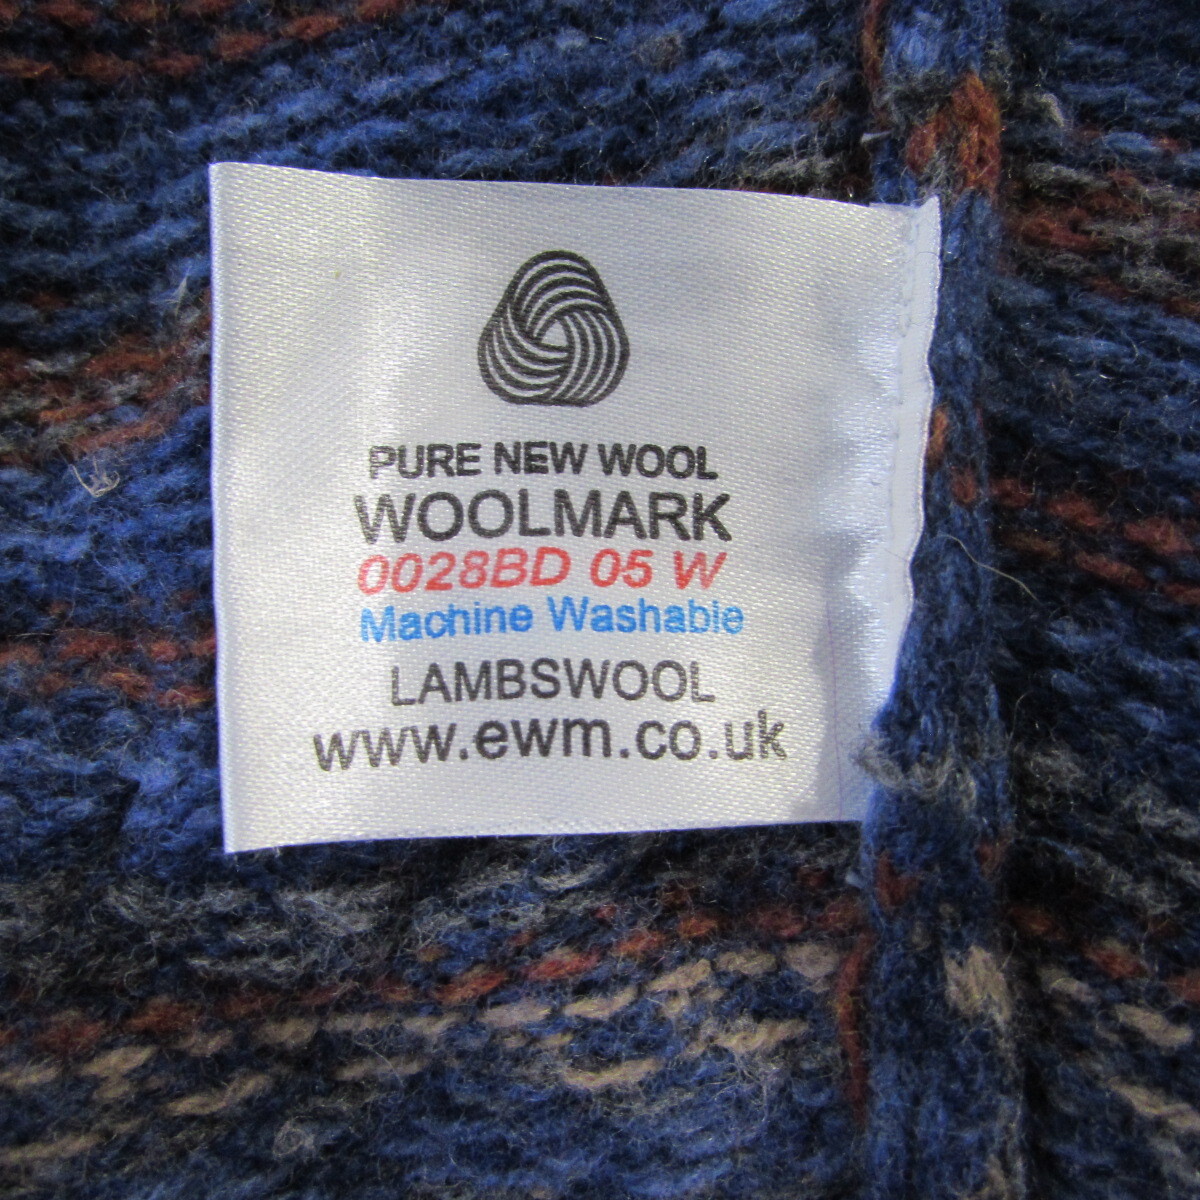 PURE NEW WOOL
WOOLMARK
0028BD 05 W
Machine Washable
LAMBSWOOL
www.ewm.co.uk